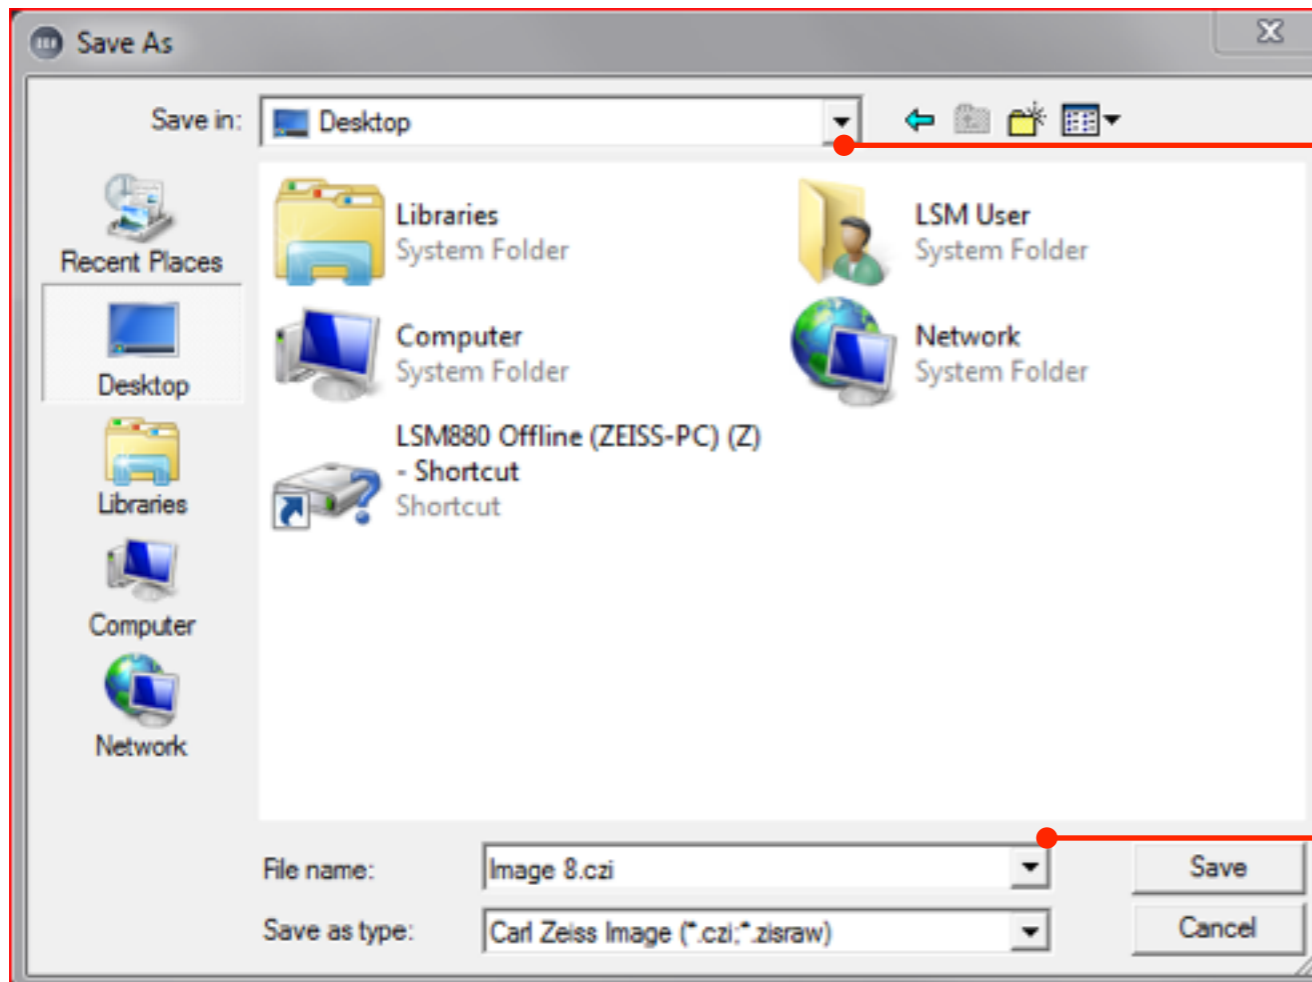 Save As
Save in:
Desktop
Recent Places
Desktop
Libraries
Computer
Network
Libraries
System Folder
LSM User
System Folder
Computer
System Folder
Network
System Folder
LSM880 Offline (ZEISS-PC) (Z)
- Shortcut
Shortcut
File name:
Image 8.czi
Save
Save as type:
Carl Zeiss Image (*.czi;*.zisraw)
Cancel